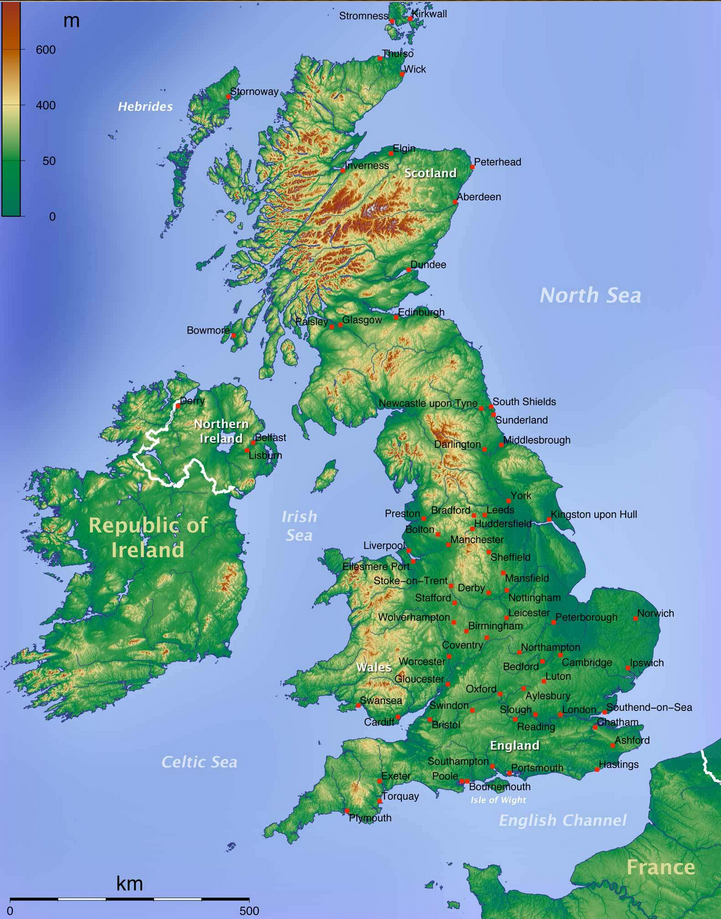 m
600
400
50
0
Stromness
Kirkwall
Thurso
Wick
Stornoway
Hebrides
Elgin
Inverness
Scotland
Peterhead
Aberdeen
Dundee
North Sea
Edinburgh
Paisley
Glasgow
Bowmore
Derry
Northern
Ireland
Belfast
Lisburn
Newcastle upon Tyne
South Shields
Sunderland
Darlington
Middlesbrough
Republic of
Ireland
Irish
Sea
York
Preston
Bradford
Leeds
Kingston upon Hull
Huddersfield
Bolton
Manchester
Liverpool
Sheffield
Ellesmere Port
Stoke-on-Trent
Mansfield
Derby
Nottingham
Stafford
Leicester
Peterborough
Norwich
Wolverhampton
Birmingham
Coventry
Northampton
Wales
Worcester
Bedford
Cambridge
Ipswich
Gloucester
Luton
Oxford
Aylesbury
Swansea
Swindon
Slough
London
Southend-on-Sea
Cardiff
Bristol
Reading
Chatham
England
Ashford
Celtic Sea
Southampton
Portsmouth
Hastings
Exeter
Poole
Bournemouth
Isle of Wight
Torquay
Plymouth
English Channel
France
km
0
500